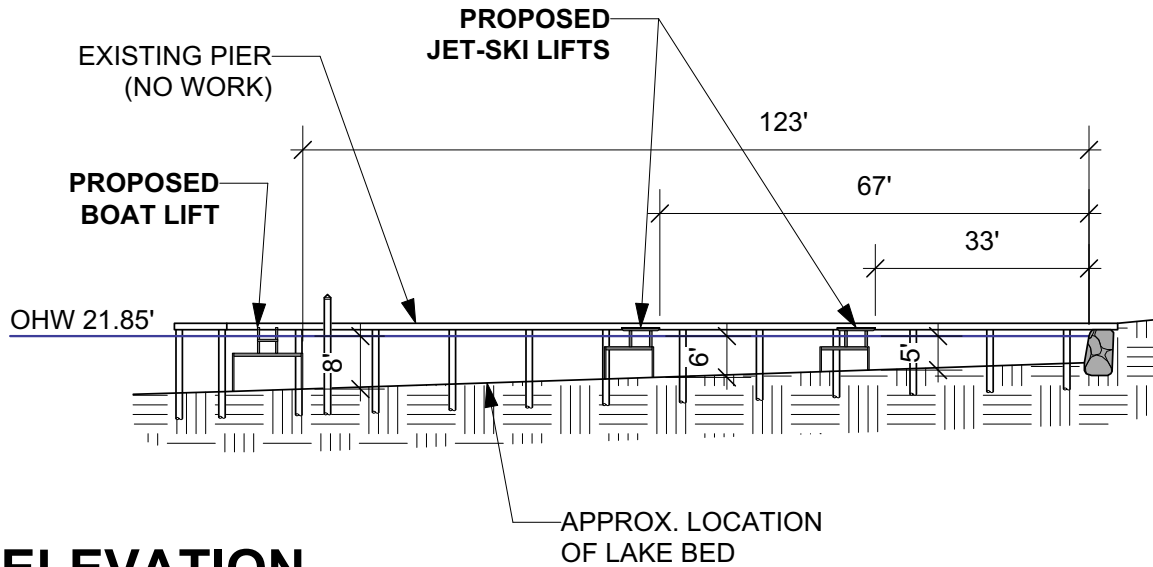 PROPOSED
JET-SKI LIFTS
EXISTING PIER
(NO WORK)
123'
PROPOSED
BOAT LIFT
67'
33'
OHW 21.85'
8'
6'
5'
APPROX. LOCATION
OF LAKE BED
ELEVATION